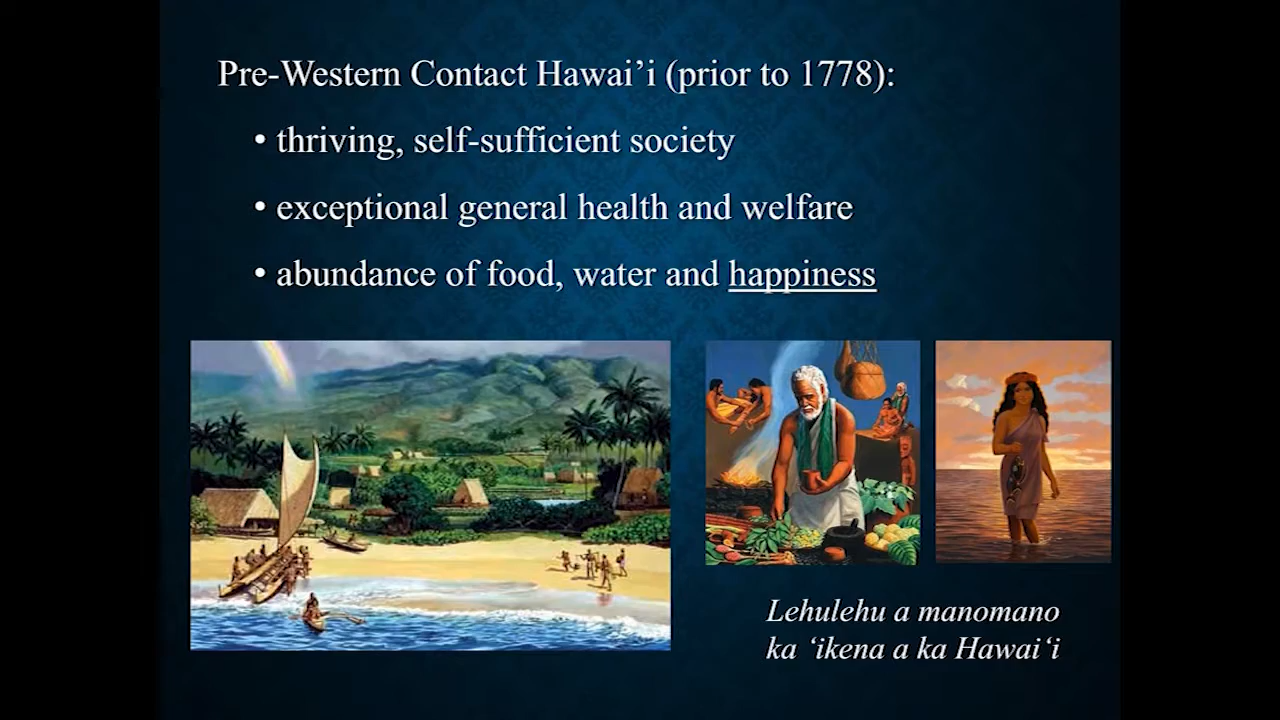 Pre-Western Contact Hawai’i (prior to 1778):
• thriving, self-sufficient society
• exceptional general health and welfare
• abundance of food, water and happiness
Lehulehu a manomano
ka ‘ikena a ka Hawai‘i